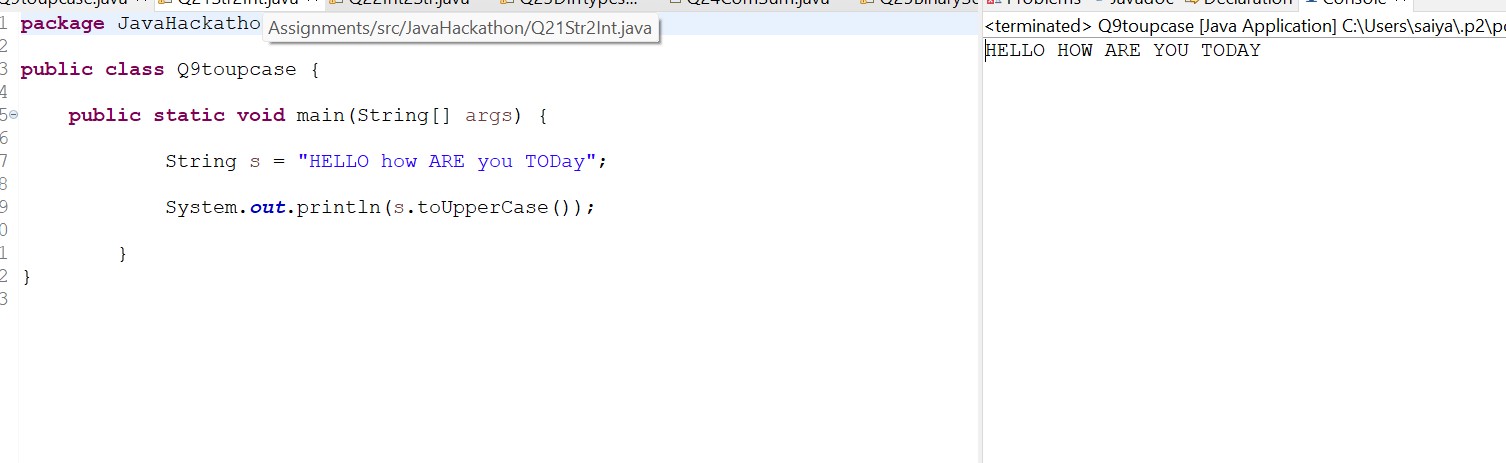 Q9toupcase.java Q21Str2Int.java Q22Int2Str.java Q23Diftypes... Q24ComSum.java
Problems Javadoc Declaration Console
1 package JavaHackatho
Assignments/src/JavaHackathon/Q21Str2Int.java
2
3 public class Q9toupcase {
4
5 public static void main(String[] args) {
6
7 String s = "HELLO how ARE you TODay";
8
9 System.out.println(s.toUpperCase());
0
1 }
2 }
3
<terminated> Q9toupcase [Java Application] C:\Users\saiya\.p2\po
HELLO HOW ARE YOU TODAY